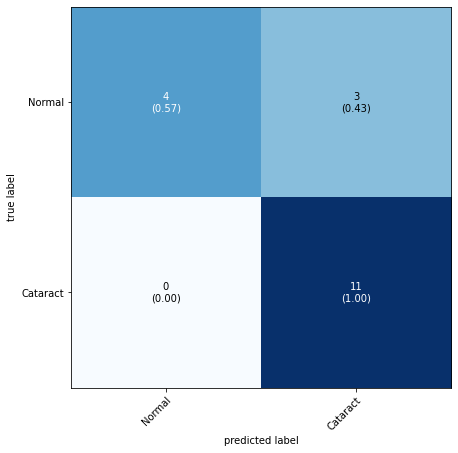 4
(0.57)
3
(0.43)
Normal
true label
0
(0.00)
11
(1.00)
Cataract
Normal
Cataract
predicted label